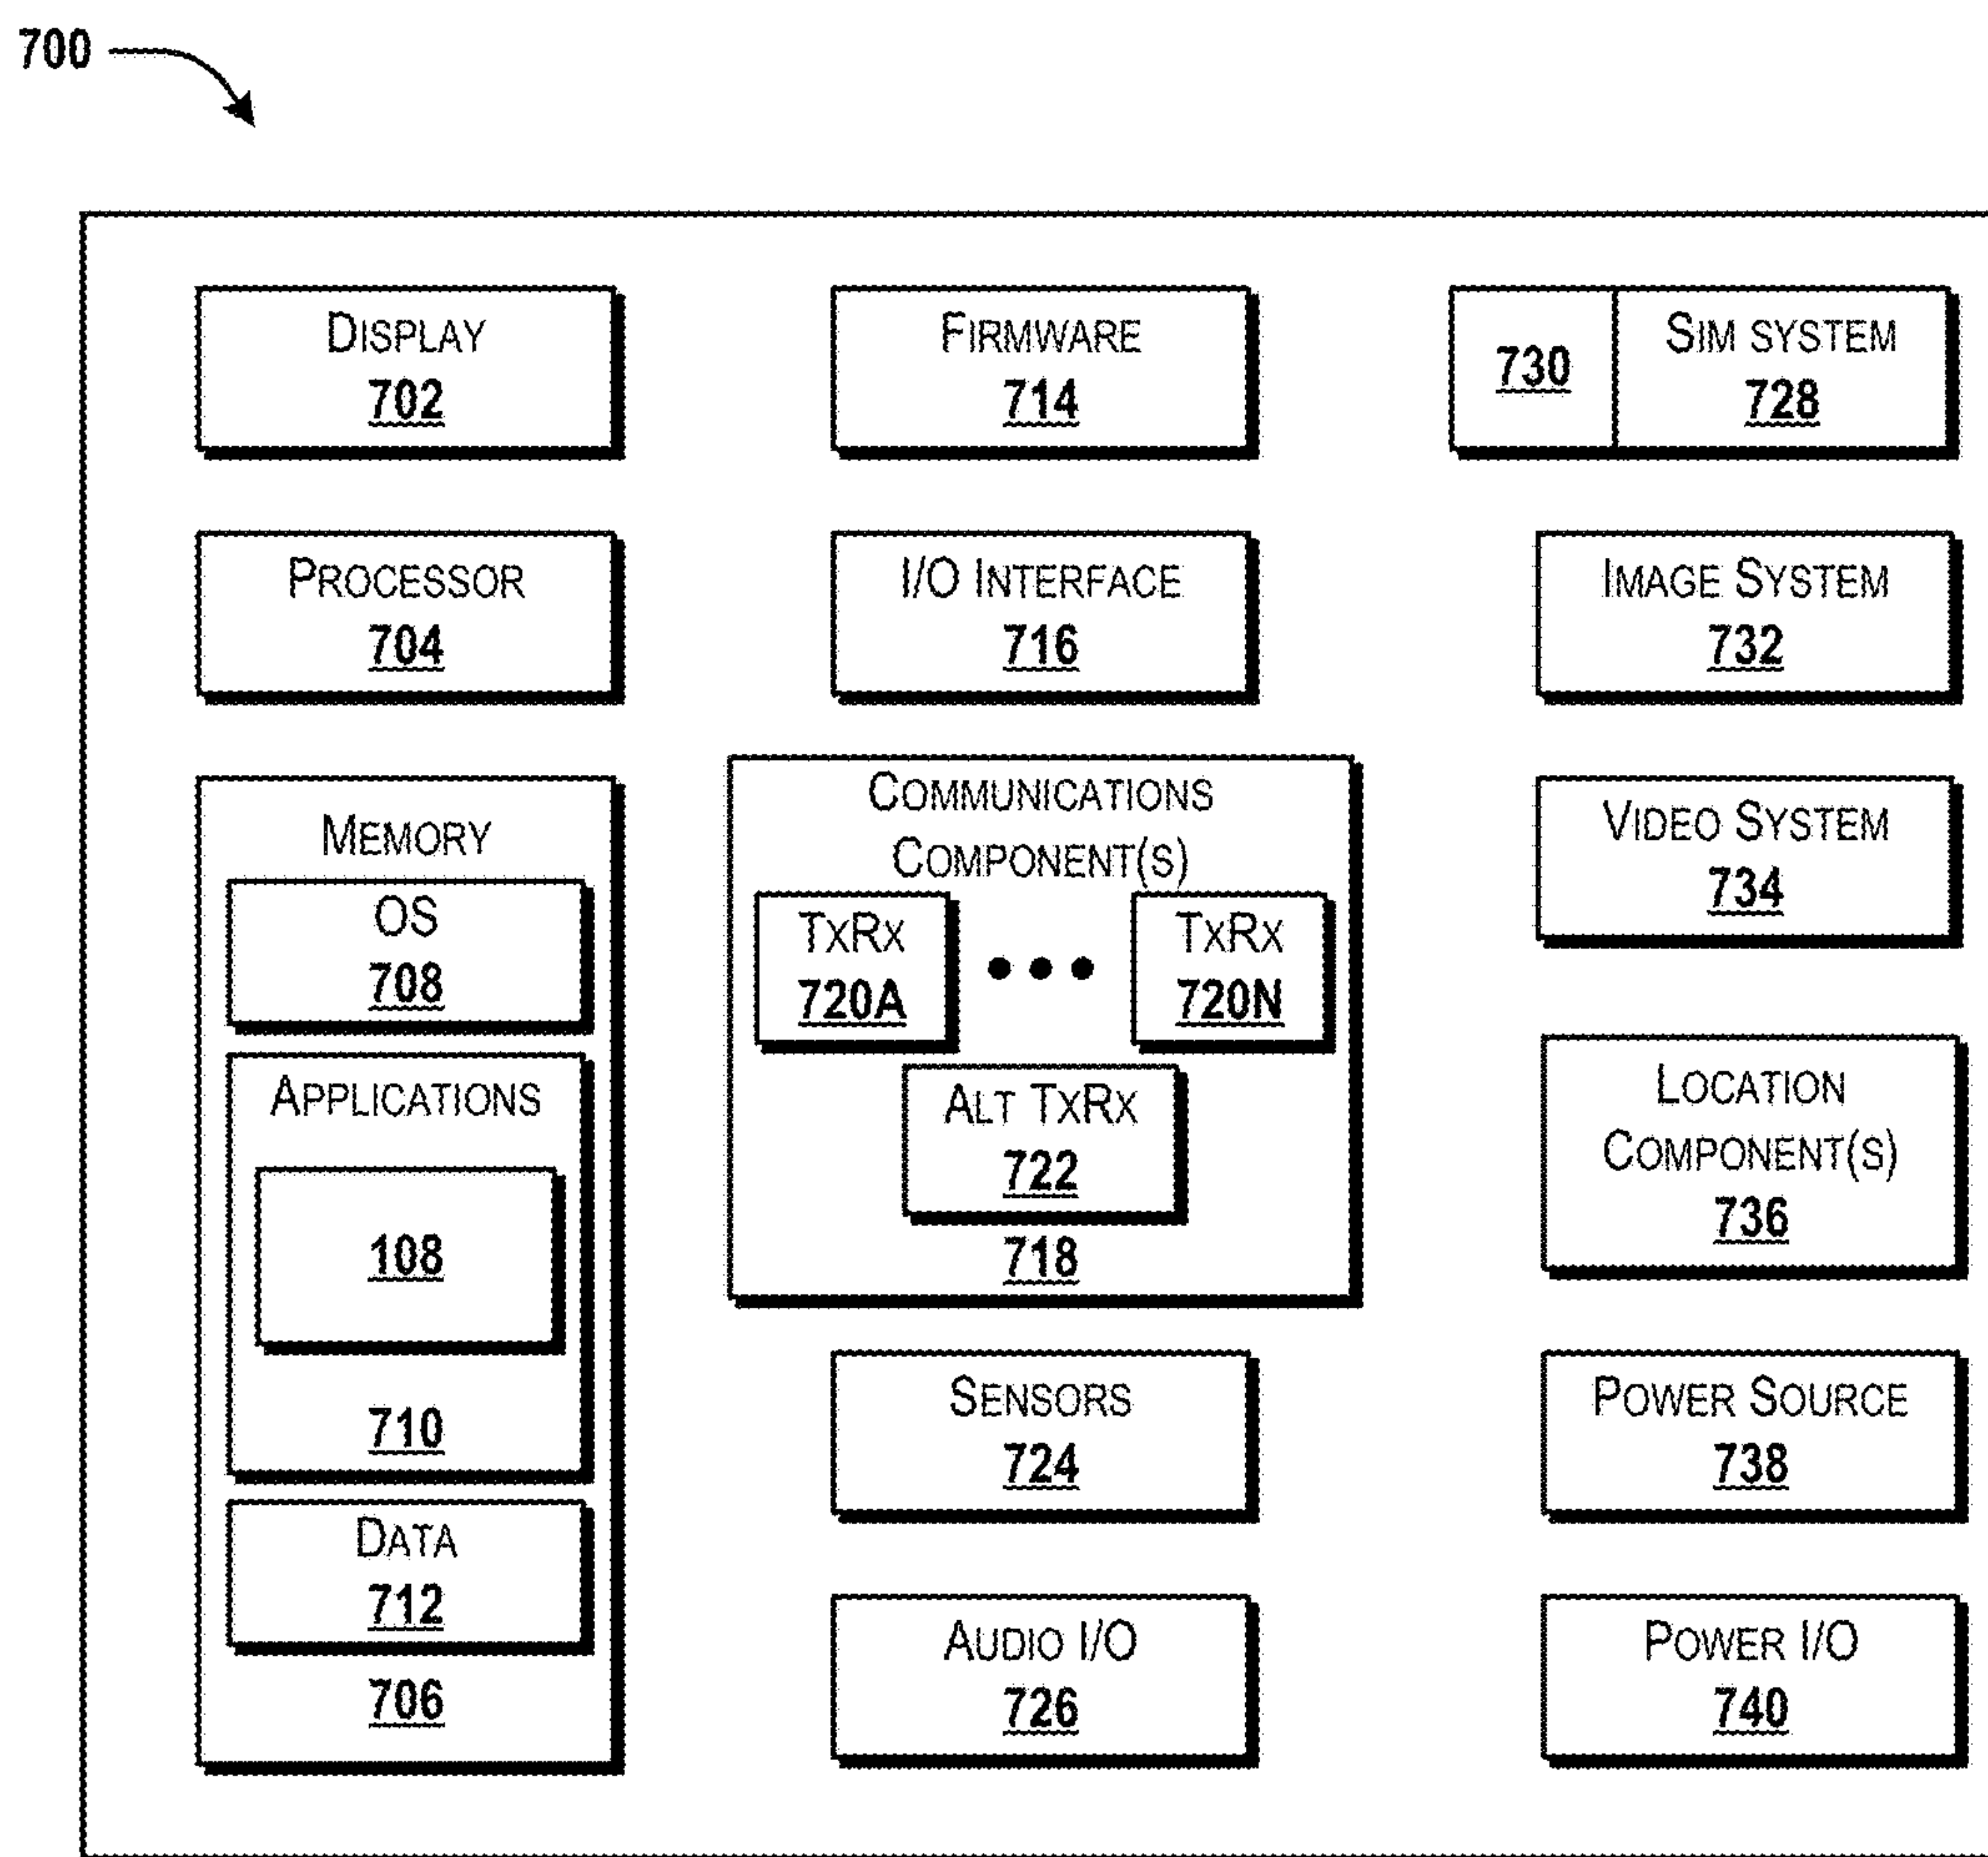 700
DISPLAY
702
PROCESSOR
704
MEMORY
OS
708
APPLICATIONS
108
710
DATA
712
706
FIRMWARE
714
I/O INTERFACE
716
COMMUNICATIONS
COMPONENT(S)
TXRX
720A
TXRX
720N
ALT TXRX
722
718
SENSORS
724
AUDIO I/O
726
730
SIM SYSTEM
728
IMAGE SYSTEM
732
VIDEO SYSTEM
734
LOCATION
COMPONENT(S)
736
POWER SOURCE
738
POWER I/O
740